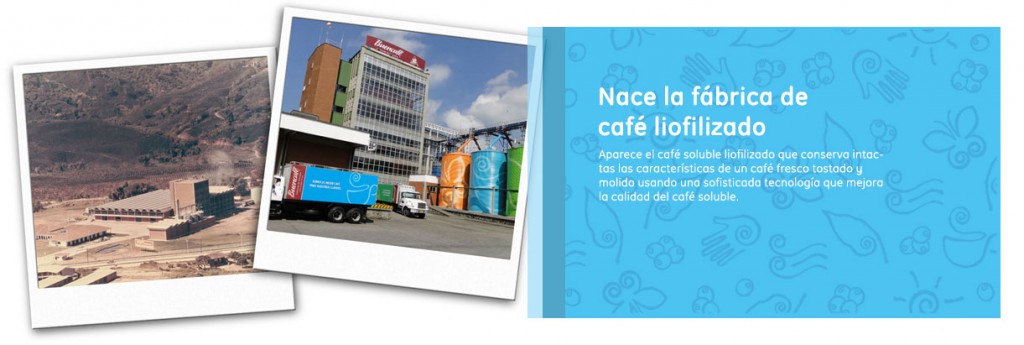 Buencafé
Nace la fábrica de
café liofilizado
Aparece el café soluble liofilizado que conserva intac-
tas las características de un café fresco tostado y
molido usando una sofisticada tecnología que mejora
la calidad del café soluble.